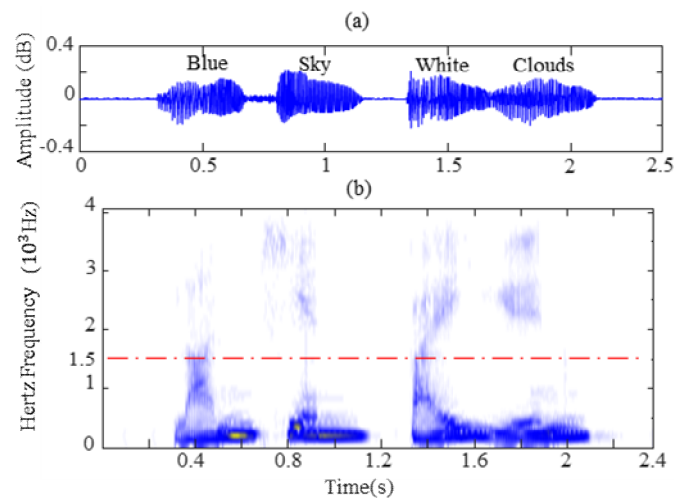 (a)
Amplitude (dB)
0.4
0
-0.4
Blue Sky White Clouds
0 0.5 1 1.5 2 2.5
(b)
Hertz Frequency (10³Hz)
4
3
2
1.5
1
0
0.4 0.8 1.2 1.6 2 2.4
Time(s)